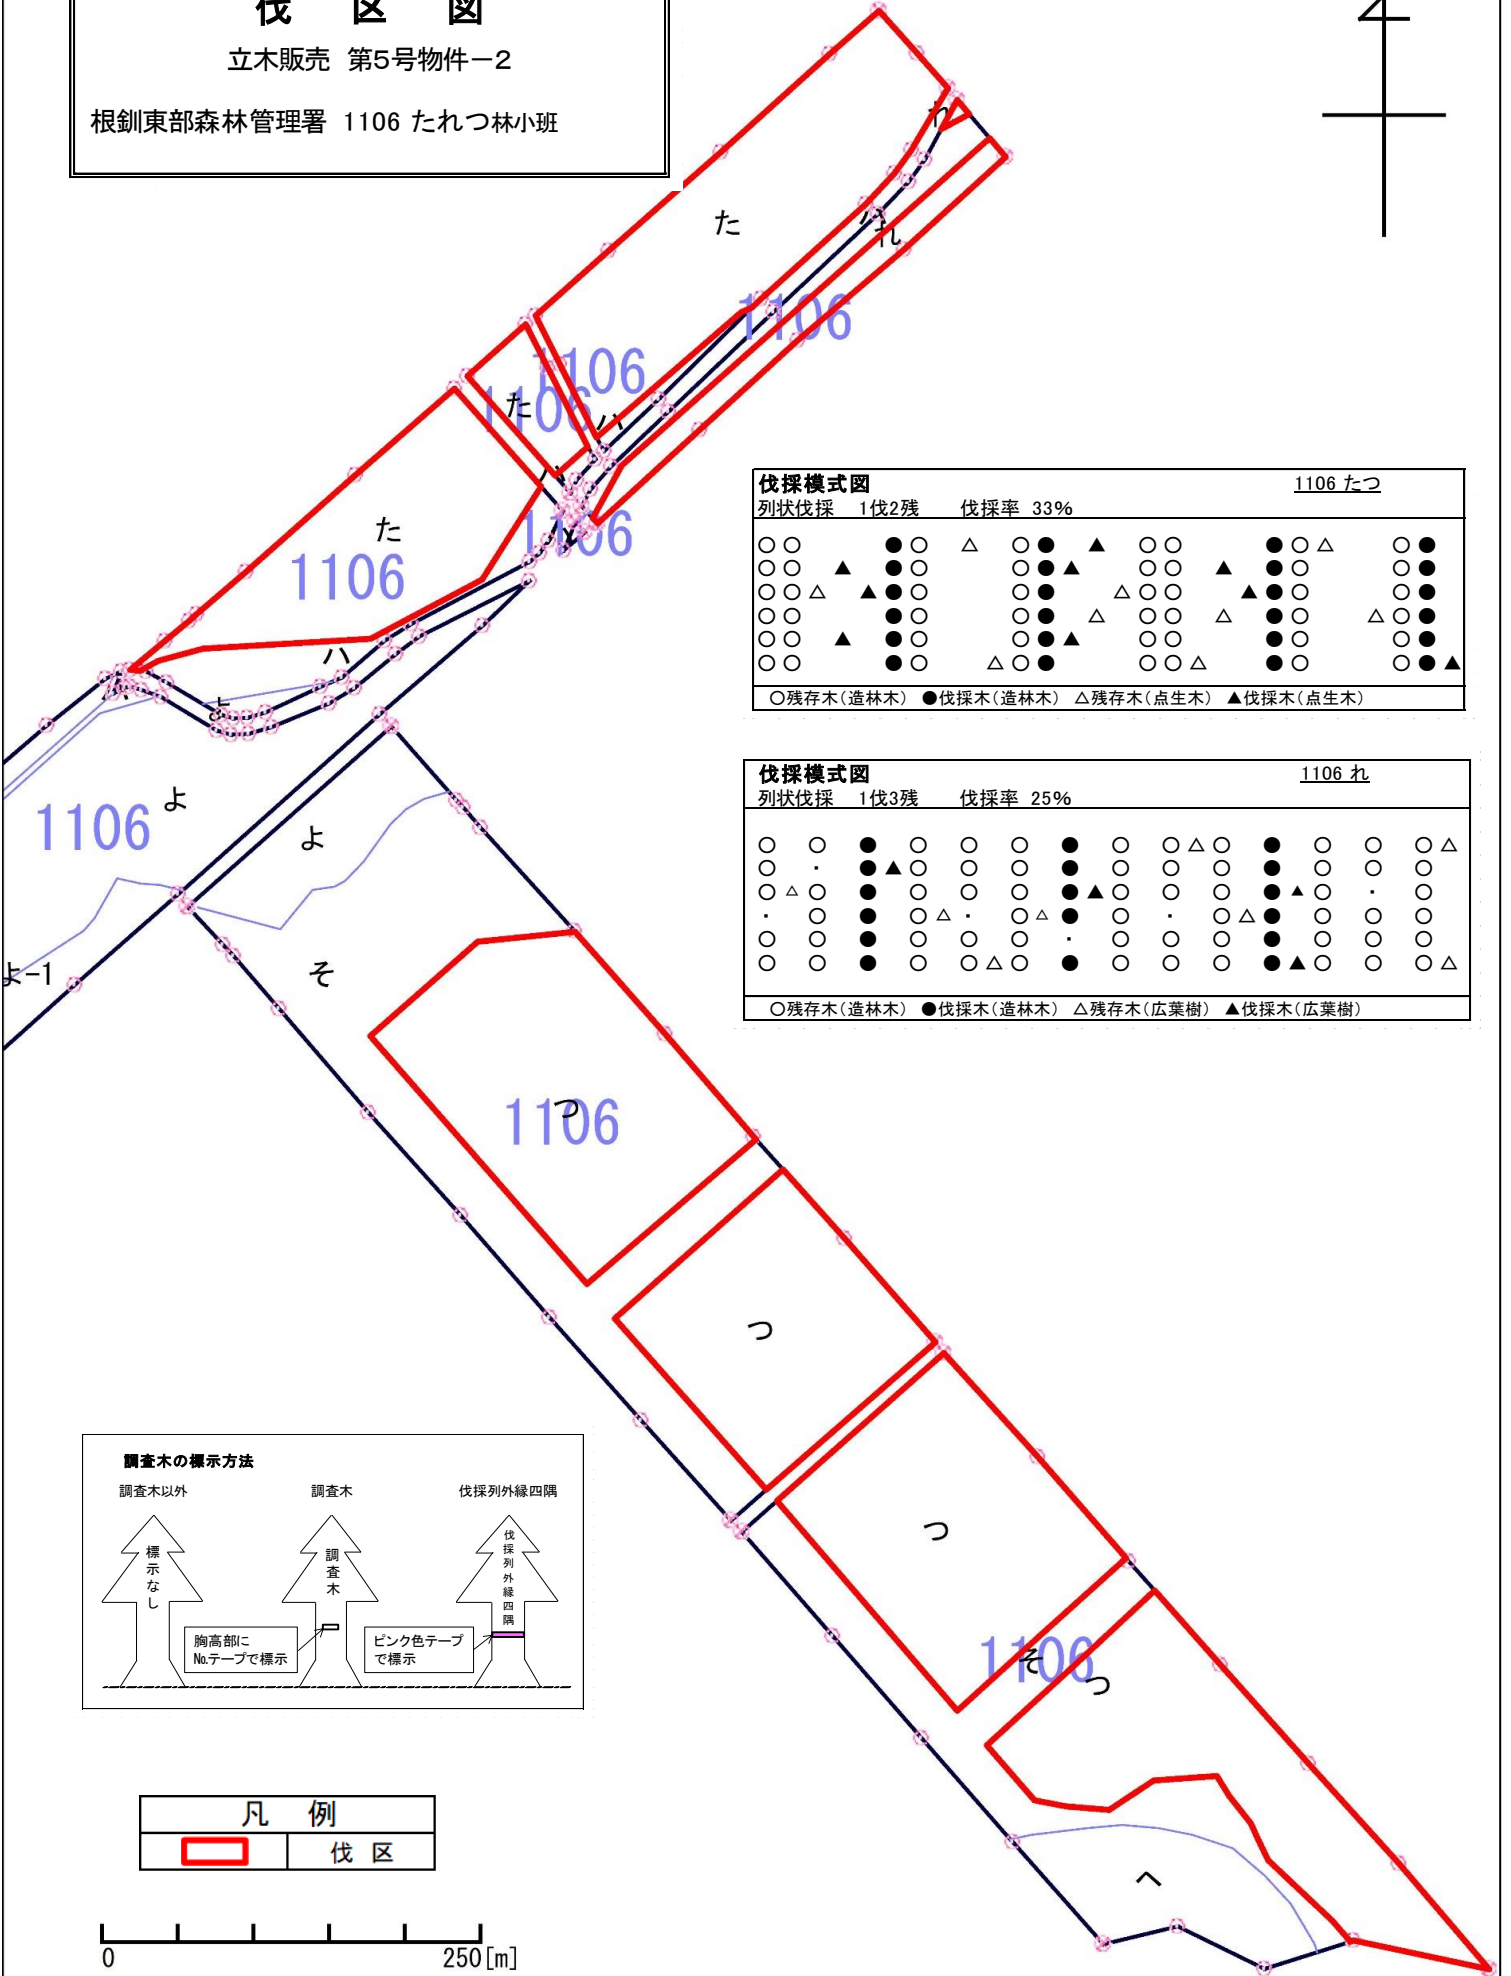 伐 区 図
立木販売 第5号物件－2
根釧東部森林管理署 1106 たれつ林小班
れ
た
ハ
れ
1106
1106
1106
た
ハ
ハ
1106
た
1106
ハ
ハ
よ
1106
よ
よ
よ-1
そ
伐採模式図 1106 たつ
列状伐採 1伐2残 伐採率 33%
○残存木(造林木) ●伐採木(造林木) △残存木(点生木) ▲伐採木(点生木)
伐採模式図 1106 れ
列状伐採 1伐3残 伐採率 25%
○残存木(造林木) ●伐採木(造林木) △残存木(広葉樹) ▲伐採木(広葉樹)
1106
つ
つ
つ
1106
そ
つ
へ
調査木の標示方法
調査木以外 調査木 伐採列外縁四隅
標示なし
調査木
伐採列外縁四隅
胸高部に
№テープで標示
ピンク色テープ
で標示
凡 例
伐 区
0 250[m]